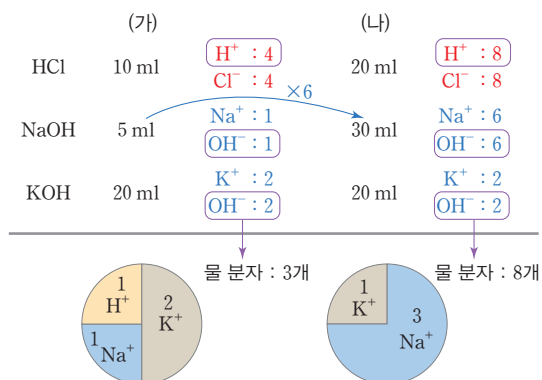 (가) (나)
HCl 10 ml H⁺ : 4 20 ml H⁺ : 8
Cl⁻ : 4 Cl⁻ : 8
×6
NaOH 5 ml Na⁺ : 1 30 ml Na⁺ : 6
OH⁻ : 1 OH⁻ : 6
KOH 20 ml K⁺ : 2 20 ml K⁺ : 2
OH⁻ : 2 OH⁻ : 2
물 분자 : 3개 물 분자 : 8개
1 H⁺ 2 K⁺ 1 Na⁺
1 K⁺ 3 Na⁺